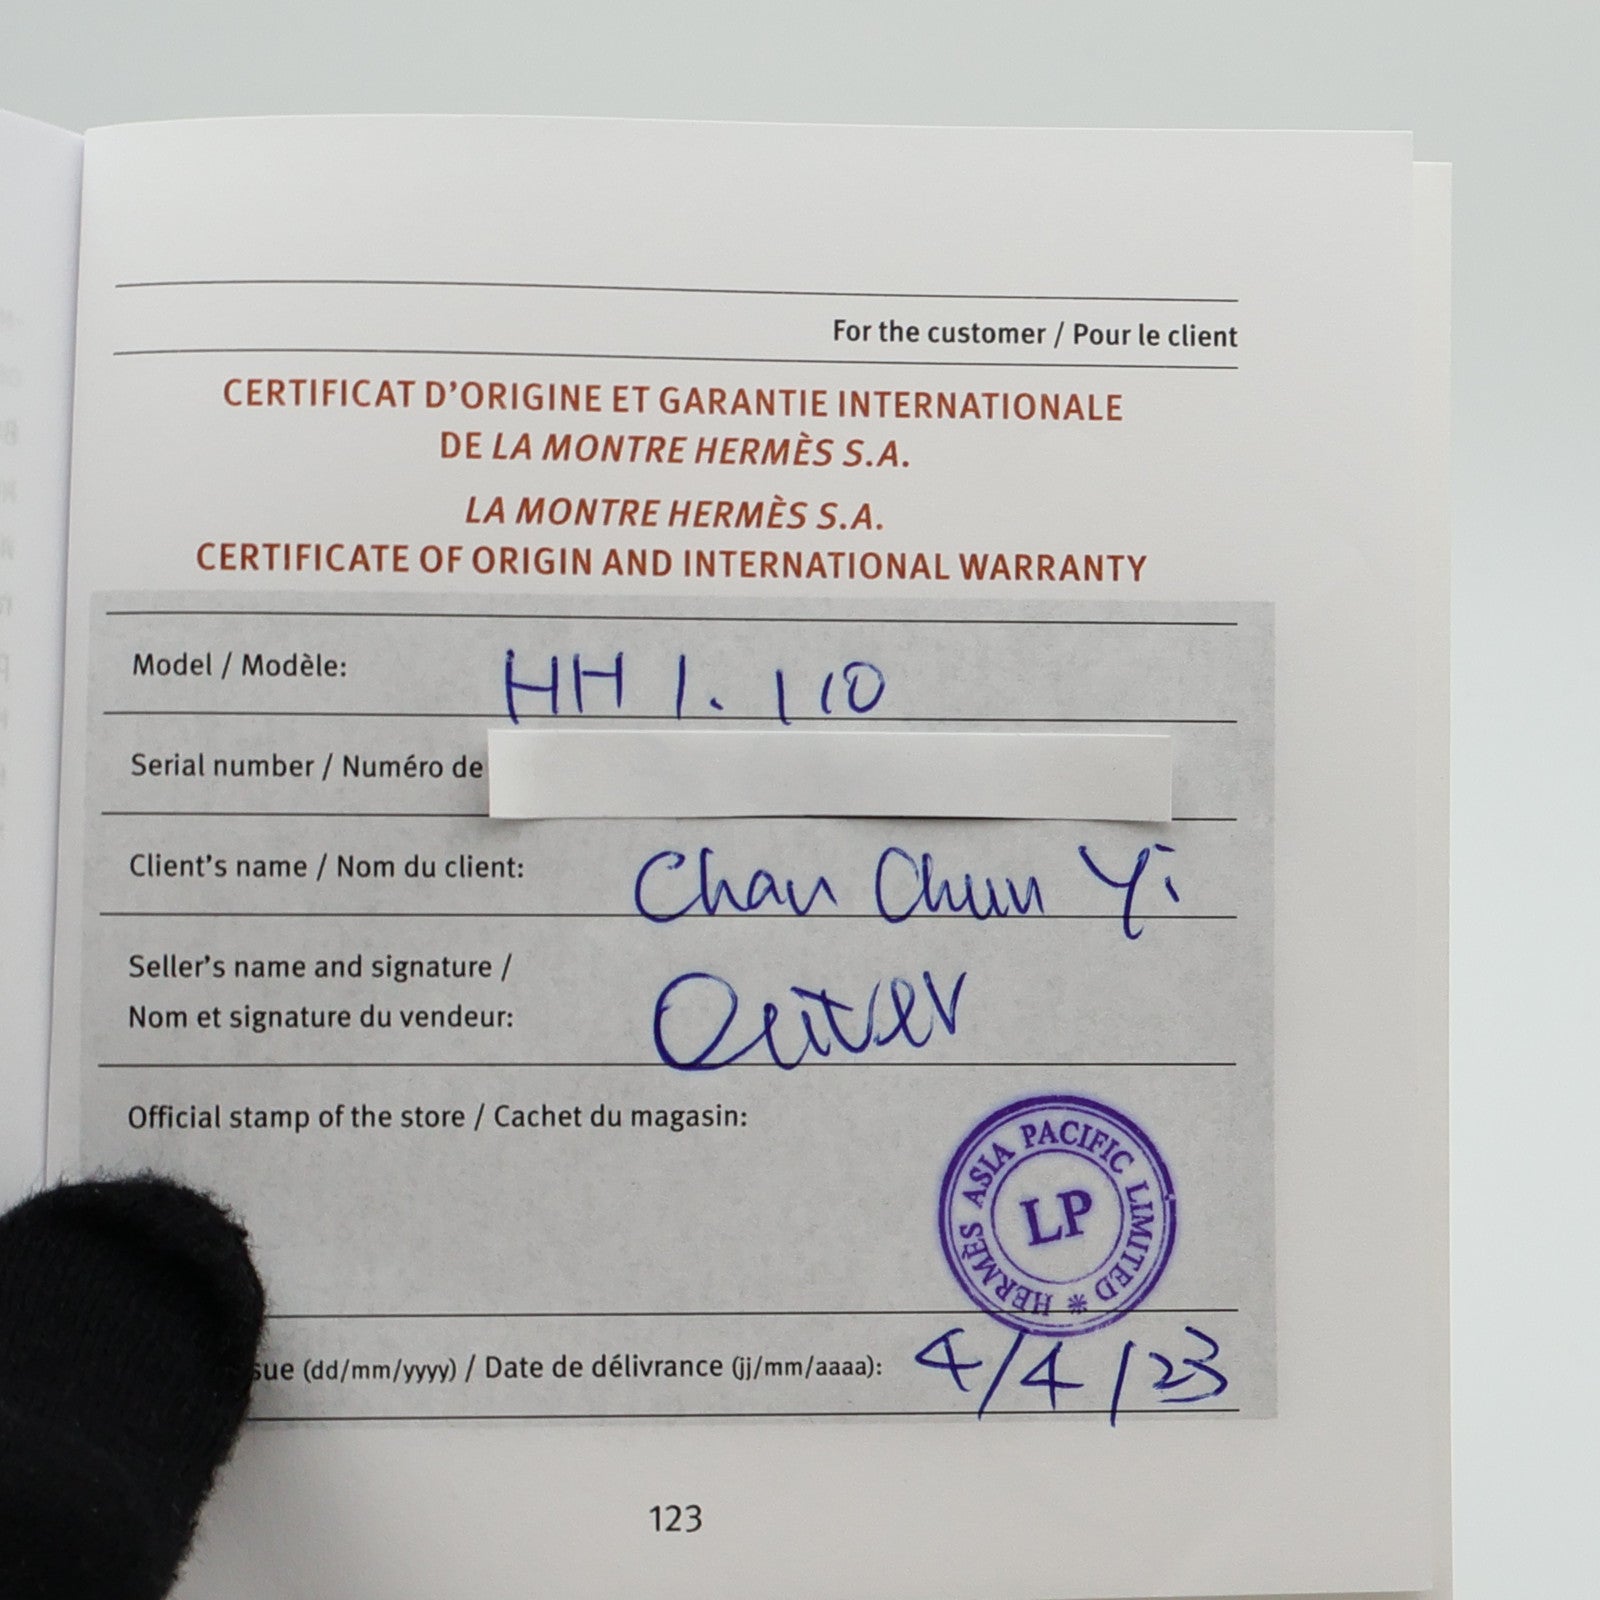 For the customer / Pour le client
CERTIFICAT D'ORIGINE ET GARANTIE INTERNATIONALE
DE LA MONTRE HERMÈS S.A.
LA MONTRE HERMÈS S.A.
CERTIFICATE OF ORIGIN AND INTERNATIONAL WARRANTY
Model / Modèle: HH 1.110
Serial number / Numéro de
Client's name / Nom du client: Chan Chun Yi
Seller's name and signature /
Nom et signature du vendeur: Oliver
Official stamp of the store / Cachet du magasin:
HERMÈS ASIA PACIFIC LIMITED *
LP
sue (dd/mm/yyyy) / Date de délivrance (jj/mm/aaaa): 4/4/23
123